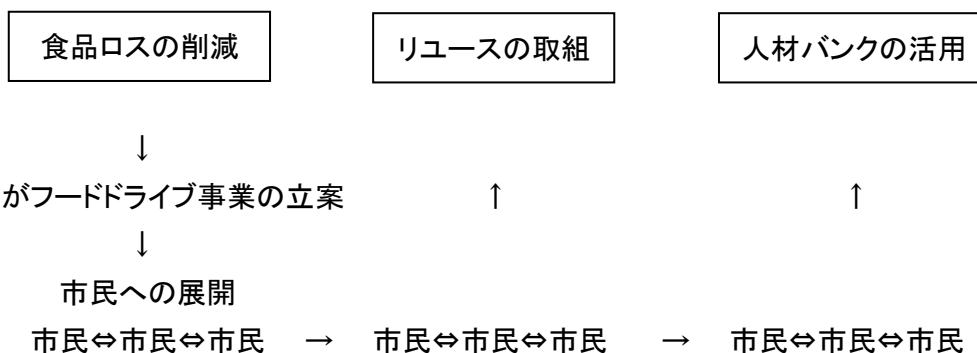 食品ロスの削減 リユースの取組 人材バンクの活用
↓
がフードドライブ事業の立案 ↑ ↑
↓
市民への展開
市民⇔市民⇔市民 → 市民⇔市民⇔市民 → 市民⇔市民⇔市民